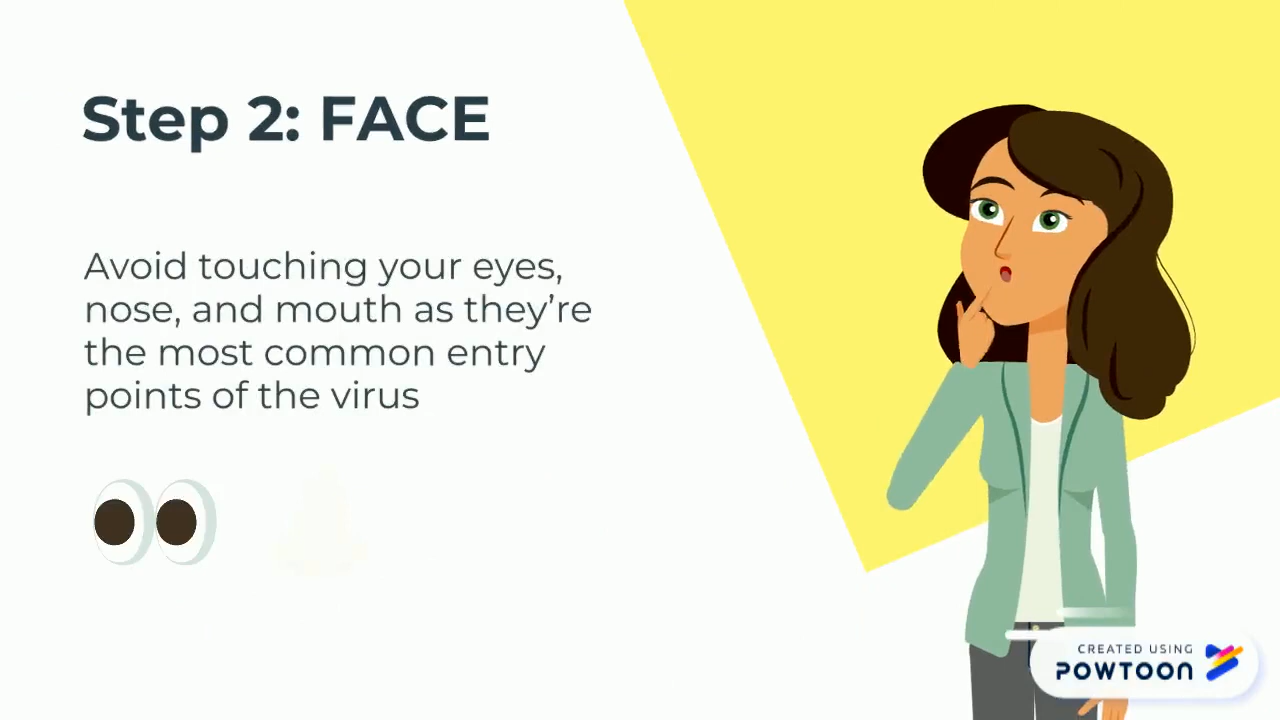 Step 2: FACE
Avoid touching your eyes,
nose, and mouth as they’re
the most common entry
points of the virus
CREATED USING
POWTOON